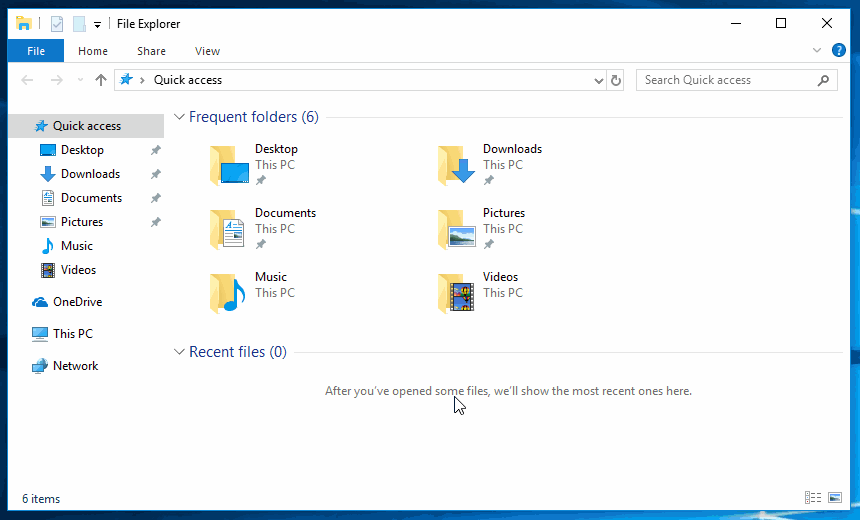 File Explorer
File Home Share View
Quick access
Search Quick access
Quick access
Desktop
Downloads
Documents
Pictures
Music
Videos
OneDrive
This PC
Network
Frequent folders (6)
Desktop
This PC
Downloads
This PC
Documents
This PC
Pictures
This PC
Music
This PC
Videos
This PC
Recent files (0)
After you've opened some files, we'll show the most recent ones here.
6 items